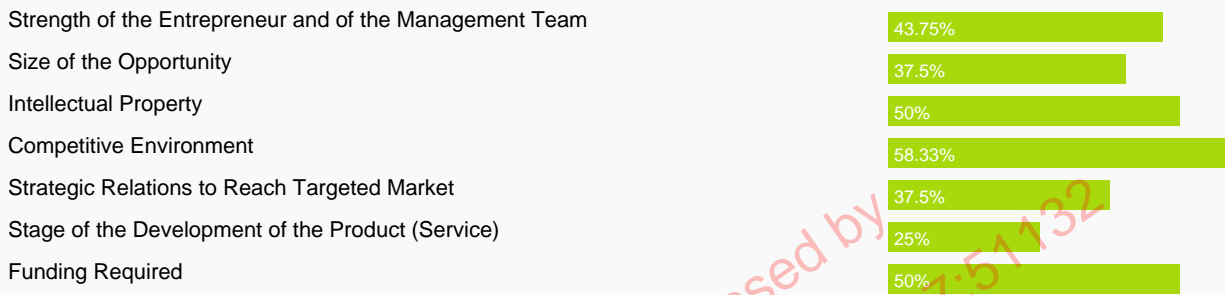 Strength of the Entrepreneur and of the Management Team 43.75%
Size of the Opportunity 37.5%
Intellectual Property 50%
Competitive Environment 58.33%
Strategic Relations to Reach Targeted Market 37.5%
Stage of the Development of the Product (Service) 25%
Funding Required 50%
by
51132